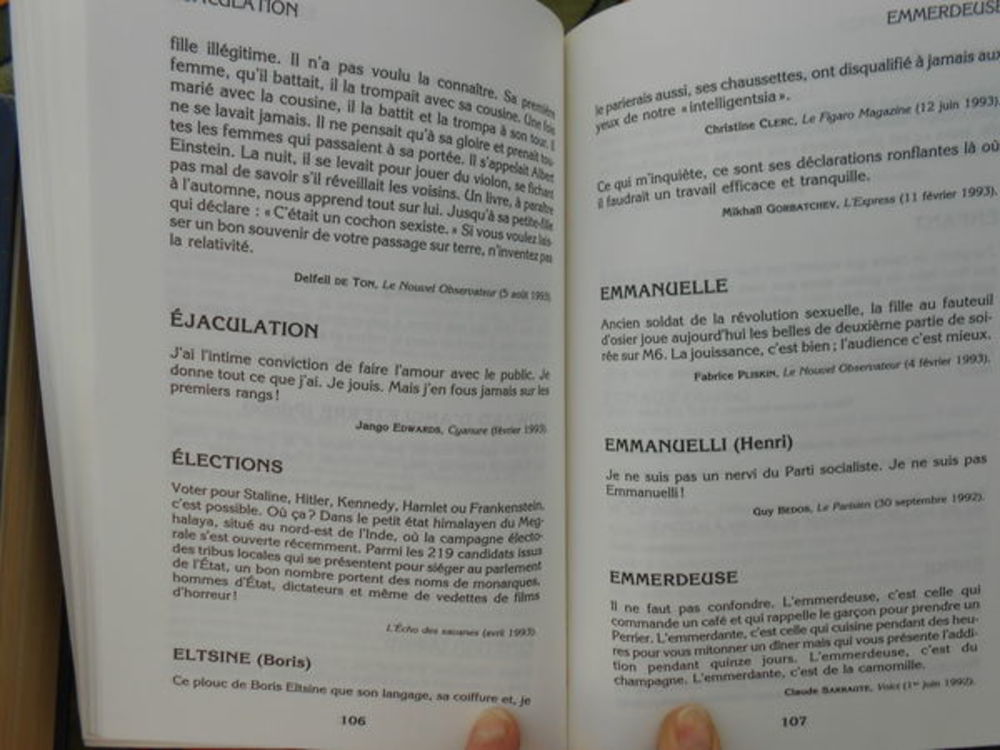 ÉJACULATION
fille illégitime. Il n'a pas voulu la connaître. Sa première
femme, qu'il battait, il la trompait avec sa cousine. Une fois
marié avec la cousine, il la battit et la trompa à son tour. Il
ne se lavait jamais. Il ne pensait qu'à sa gloire et prenait tou-
tes les femmes qui passaient à sa portée. Il s'appelait Albert
Einstein. La nuit, il se levait pour jouer du violon, se fichant
pas mal de savoir s'il réveillait les voisins. Un livre, à paraître
à l'automne, nous apprend tout sur lui. Jusqu'à sa petite-fille
qui déclare : « C'était un cochon sexiste. » Si vous voulez lais-
ser un bon souvenir de votre passage sur terre, n'inventez pas
la relativité.
Delfeil DE TON, Le Nouvel Observateur (5 août 1993)
ÉJACULATION
J'ai l'intime conviction de faire l'amour avec le public. Je
donne tout ce que j'ai. Je jouis. Mais j'en fous jamais sur les
premiers rangs !
Jango EDWARDS, Cyanure (février 1993)
ÉLECTIONS
Voter pour Staline, Hitler, Kennedy, Hamlet ou Frankenstein,
c'est possible. Où ça ? Dans le petit état himalayen du Meg-
halaya, situé au nord-est de l'Inde, où la campagne électo-
rale s'est ouverte récemment. Parmi les 219 candidats issus
des tribus locales qui se présentent pour siéger au parlement
de l'État, un bon nombre portent des noms de monarques,
hommes d'État, dictateurs et même de vedettes de films
d'horreur !
L'Écho des savanes (avril 1993)
ELTSINE (Boris)
Ce plouc de Boris Eltsine que son langage, sa coiffure et, je
106
EMMERDEUSE
le parierais aussi, ses chaussettes, ont disqualifié à jamais aux
yeux de notre « intelligentsia ».
Christine CLERC, Le Figaro Magazine (12 juin 1993)
Ce qui m'inquiète, ce sont ses déclarations ronflantes là où
il faudrait un travail efficace et tranquille.
Mikhaïl GORBATCHEV, L'Express (11 février 1993).
EMMANUELLE
Ancien soldat de la révolution sexuelle, la fille au fauteuil
d'osier joue aujourd'hui les belles de deuxième partie de soi-
rée sur M6. La jouissance, c'est bien ; l'audience c'est mieux.
Fabrice PLISKIN, Le Nouvel Observateur (4 février 1993).
EMMANUELLI (Henri)
Je ne suis pas un nervi du Parti socialiste. Je ne suis pas
Emmanuelli !
Guy BEDOS, Le Parisien (30 septembre 1992).
EMMERDEUSE
Il ne faut pas confondre. L'emmerdeuse, c'est celle qui
commande un café et qui rappelle le garçon pour prendre un
Perrier. L'emmerdante, c'est celle qui cuisine pendant des heu-
res pour vous mitonner un dîner mais qui vous présente l'addi-
tion pendant quinze jours. L'emmerdeuse, c'est du
champagne. L'emmerdante, c'est de la camomille.
Claude SARRAUTE, Voici (1er juin 1992).
107